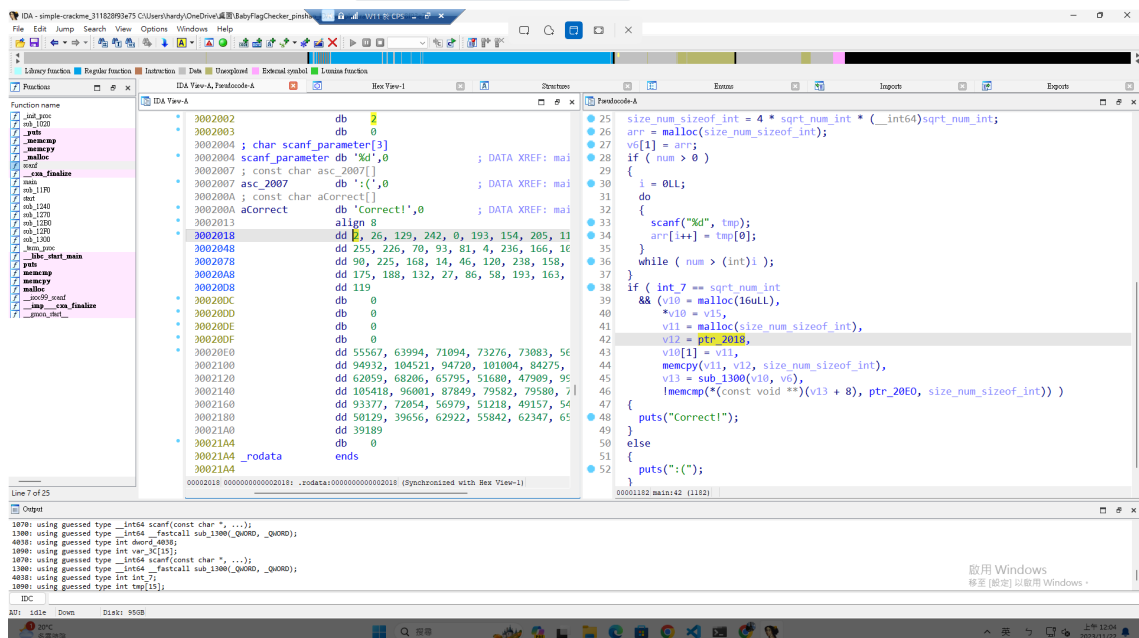 IDA - simple-crackme_311828f93e75 C:\Users\hardy\OneDrive\桌面\BabyFlagChecker_pinsha
W11 8t CPS
File Edit Jump Search View Options Windows Help
Library function Regular function Instruction Data Unexplored External symbol Lumina function
Functions
IDA View-A, Pseudocode-A
Hex View-1
Structures
Enums
Imports
Exports
Function name
_init_proc
sub_1020
_puts
_memcmp
_memcpy
_malloc
scanf
__cxa_finalize
main
sub_11F0
start
sub_1240
sub_1270
sub_12B0
sub_12F0
sub_1300
_term_proc
__libc_start_main
puts
memcmp
memcpy
malloc
__isoc99_scanf
__imp___cxa_finalize
__gmon_start__
Line 7 of 25
IDA View-A
3002002 db 2
3002003 db 0
3002004 ; char scanf_parameter[3]
3002004 scanf_parameter db '%d',0 ; DATA XREF: mai
3002007 ; const char asc_2007[]
3002007 asc_2007 db ':(',0 ; DATA XREF: mai
300200A ; const char aCorrect[]
300200A aCorrect db 'Correct!',0 ; DATA XREF: mai
3002013 align 8
3002018 dd 2, 26, 129, 242, 0, 193, 154, 205, 11
3002048 dd 255, 226, 70, 93, 81, 4, 236, 166, 10
3002078 dd 90, 225, 168, 14, 46, 120, 238, 158,
30020A8 dd 175, 188, 132, 27, 86, 58, 193, 163,
30020D8 dd 119
30020DC db 0
30020DD db 0
30020DE db 0
30020DF db 0
30020E0 dd 55567, 63994, 71094, 73276, 73083, 56
3002100 dd 94932, 104521, 94720, 101004, 84275,
3002120 dd 62059, 68206, 65795, 51680, 47909, 99
3002140 dd 105418, 96001, 87849, 79582, 79580, 7
3002160 dd 93377, 72054, 56979, 51218, 49157, 54
3002180 dd 50129, 39656, 62922, 55842, 62347, 65
30021A0 dd 39189
30021A4 db 0
30021A4 _rodata ends
30021A4
00002018 0000000000002018: .rodata:0000000000002018 (Synchronized with Hex View-1)
Pseudocode-A
25 size_num_sizeof_int = 4 * sqrt_num_int * (__int64)sqrt_num_int;
26 arr = malloc(size_num_sizeof_int);
27 v6[1] = arr;
28 if ( num > 0 )
29 {
30 i = 0LL;
31 do
32 {
33 scanf("%d", tmp);
34 arr[i++] = tmp[0];
35 }
36 while ( num > (int)i );
37 }
38 if ( int_7 == sqrt_num_int
39 && (v10 = malloc(16uLL),
40 *v10 = v15,
41 v11 = malloc(size_num_sizeof_int),
42 v12 = ptr_2018,
43 v10[1] = v11,
44 memcpy(v11, v12, size_num_sizeof_int),
45 v13 = sub_1300(v10, v6),
46 !memcmp(*(const void **)(v13 + 8), ptr_20E0, size_num_sizeof_int)) )
47 {
48 puts("Correct!");
49 }
50 else
51 {
52 puts(":(");
}
00001182 main:42 (1182)
Output
1070: using guessed type __int64 scanf(const char *, ...);
1300: using guessed type __int64 __fastcall sub_1300(_QWORD, _QWORD);
4038: using guessed type int dword_4038;
1090: using guessed type int var_3C[15];
1070: using guessed type __int64 scanf(const char *, ...);
1300: using guessed type __int64 __fastcall sub_1300(_QWORD, _QWORD);
4038: using guessed type int int_7;
1090: using guessed type int tmp[15];
IDC
AU: idle Down Disk: 95GB
啟用 Windows
移至 [設定] 以啟用 Windows。
20°C
搜尋
英
上午 12:04
2023/11/22